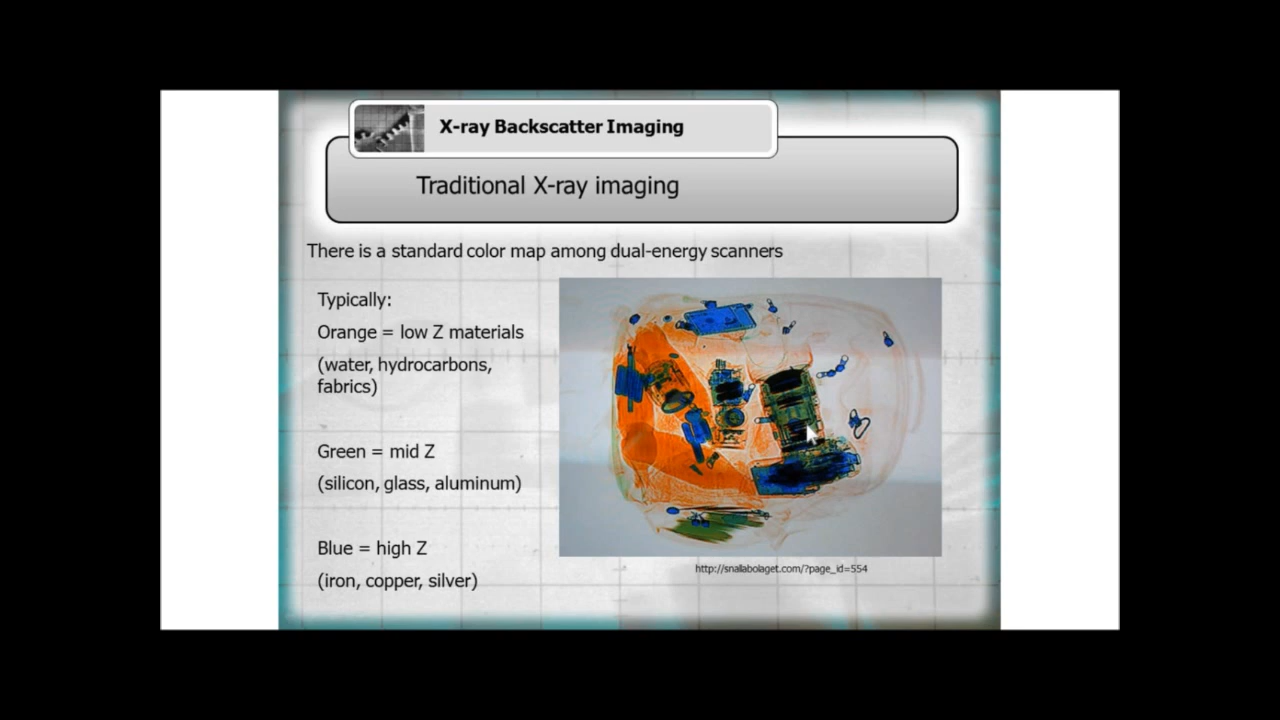 X-ray Backscatter Imaging
Traditional X-ray imaging
There is a standard color map among dual-energy scanners
Typically:
Orange = low Z materials
(water, hydrocarbons,
fabrics)
Green = mid Z
(silicon, glass, aluminum)
Blue = high Z
(iron, copper, silver)
http://snallabolaget.com/?page_id=554